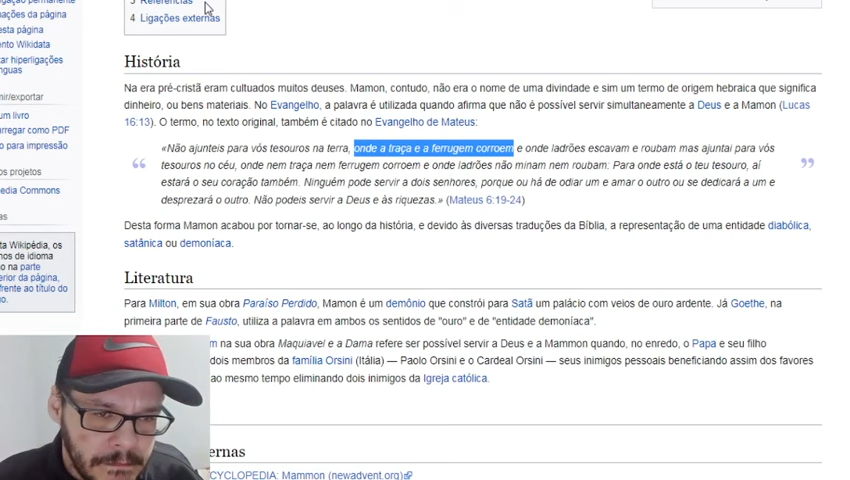 3 Referências
4 Ligações externas
História
Na era pré-cristã eram cultuados muitos deuses. Mamon, contudo, não era o nome de uma divindade e sim um termo de origem hebraica que significa
dinheiro, ou bens materiais. No Evangelho, a palavra é utilizada quando afirma que não é possível servir simultaneamente a Deus e a Mamon (Lucas
16:13). O termo, no texto original, também é citado no Evangelho de Mateus:
“ «Não ajunteis para vós tesouros na terra, onde a traça e a ferrugem corroem e onde ladrões escavam e roubam mas ajuntai para vós ”
tesouros no céu, onde nem traça nem ferrugem corroem e onde ladrões não minam nem roubam: Para onde está o teu tesouro, aí
estará o seu coração também. Ninguém pode servir a dois senhores, porque ou há de odiar um e amar o outro ou se dedicará a um e
desprezará o outro. Não podeis servir a Deus e às riquezas.» (Mateus 6:19-24)
Desta forma Mamon acabou por tornar-se, ao longo da história, e devido às diversas traduções da Bíblia, a representação de uma entidade diabólica,
satânica ou demoníaca.
Literatura
Para Milton, em sua obra Paraíso Perdido, Mamon é um demônio que constrói para Satã um palácio com veios de ouro ardente. Já Goethe, na
primeira parte de Fausto, utiliza a palavra em ambos os sentidos de "ouro" e de "entidade demoníaca".
m na sua obra Maquiavel e a Dama refere ser possível servir a Deus e a Mammon quando, no enredo, o Papa e seu filho
dois membros da família Orsini (Itália) — Paolo Orsini e o Cardeal Orsini — seus inimigos pessoais beneficiando assim dos favores
ao mesmo tempo eliminando dois inimigos da Igreja católica.
ernas
CYCLOPEDIA: Mammon (newadvent.org)
gação permanente
mações da página
esta página
ento Wikidata
tar hiperligações
nguas
mir/exportar
um livro
arregar como PDF
o para impressão
os projetos
edia Commons
as
ta Wikipédia, os
nos de idioma
o na parte
erior da página,
frente ao título do
go.